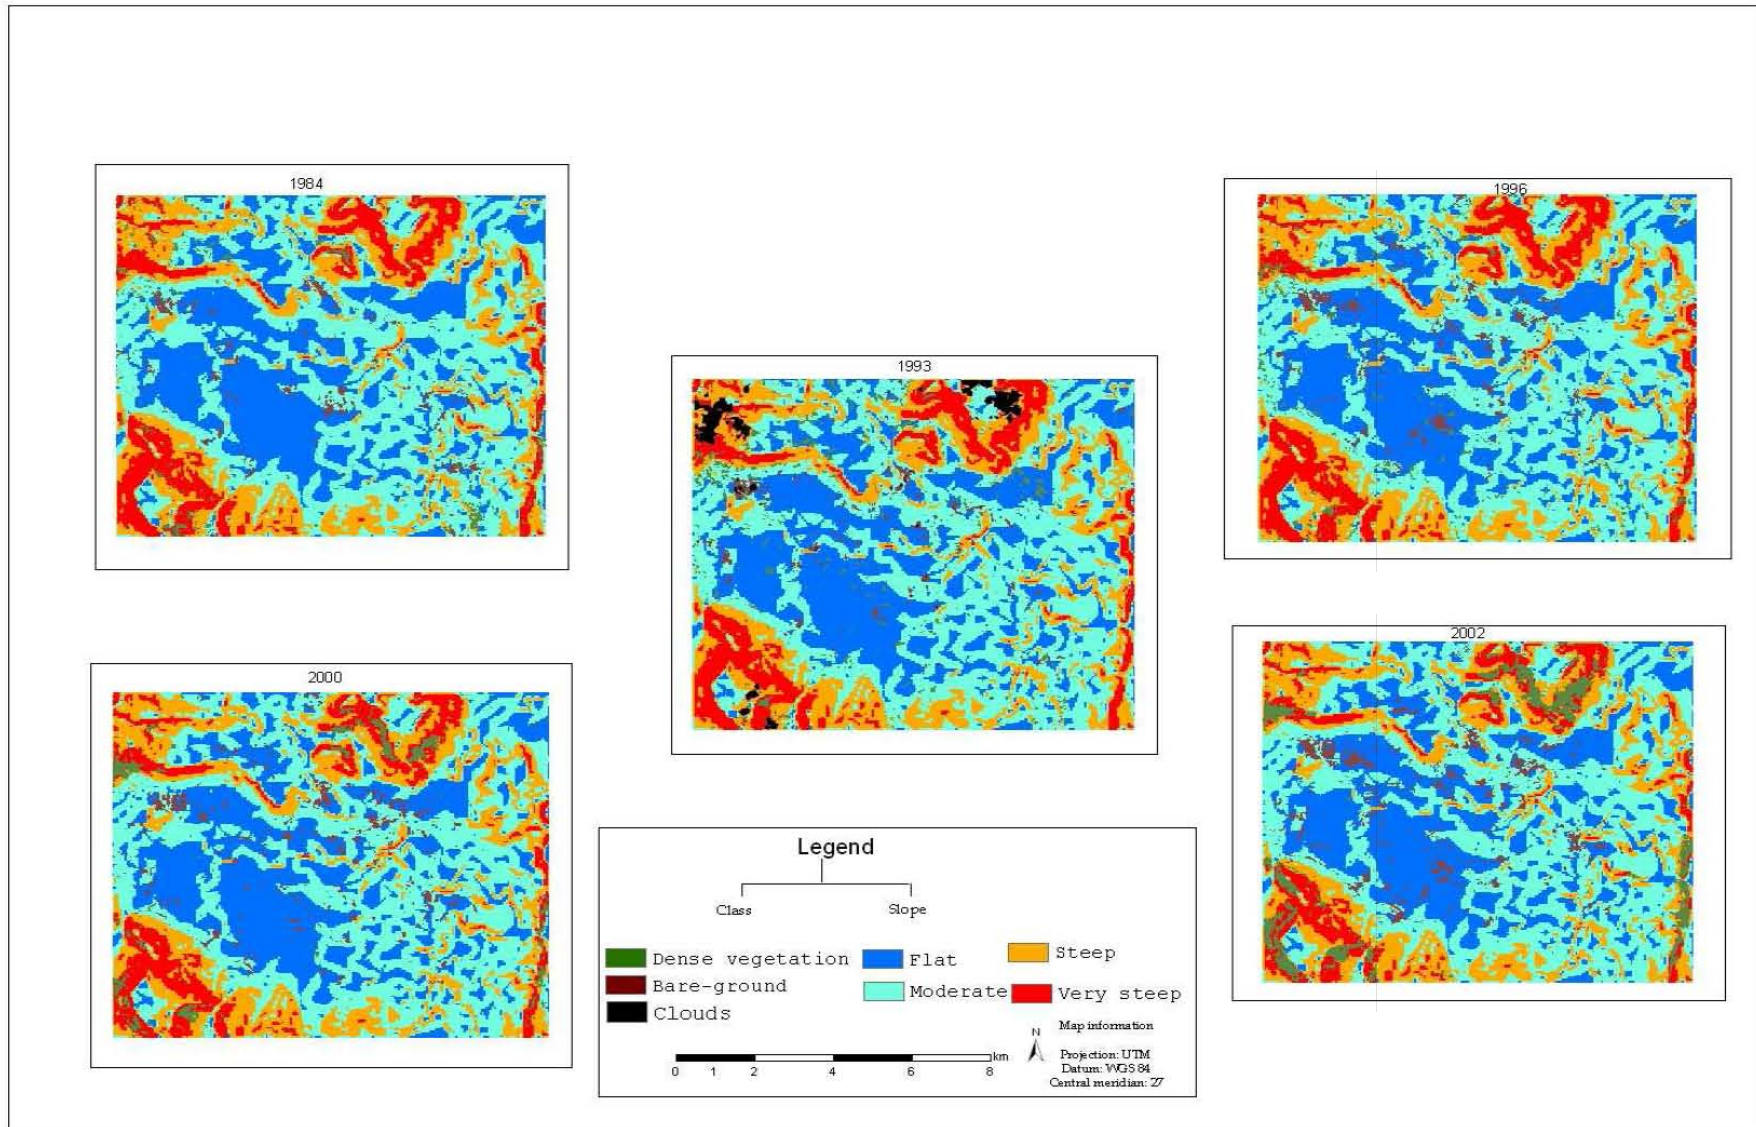 1984
1996
1993
2000
2002
Legend
Class
Slope
Dense vegetation
Bare-ground
Clouds
Flat
Moderate
Steep
Very steep
N
Map information
Projection: UTM
Datum: WGS 84
Central meridian: 27
km
0 1 2 4 6 8